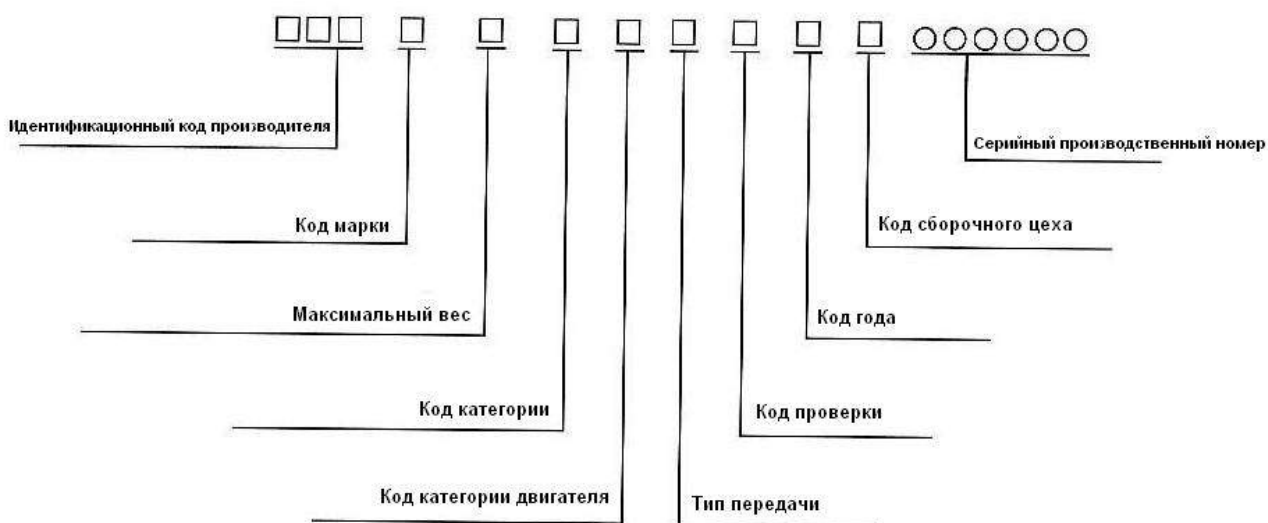 Идентификационный код производителя
Серийный производственный номер
Код марки
Код сборочного цеха
Максимальный вес
Код года
Код категории
Код проверки
Код категории двигателя
Тип передачи